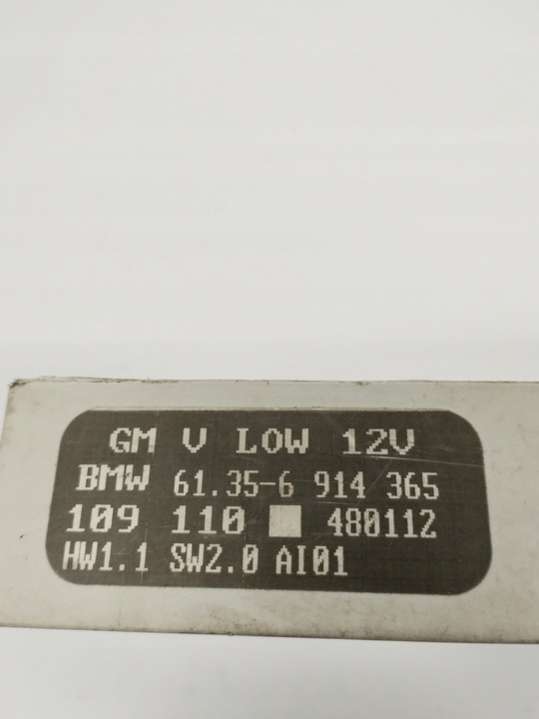 GM V LOW 12V
BMW 61.35-6 914 365
109 110 480112
HW1.1 SW2.0 AI01